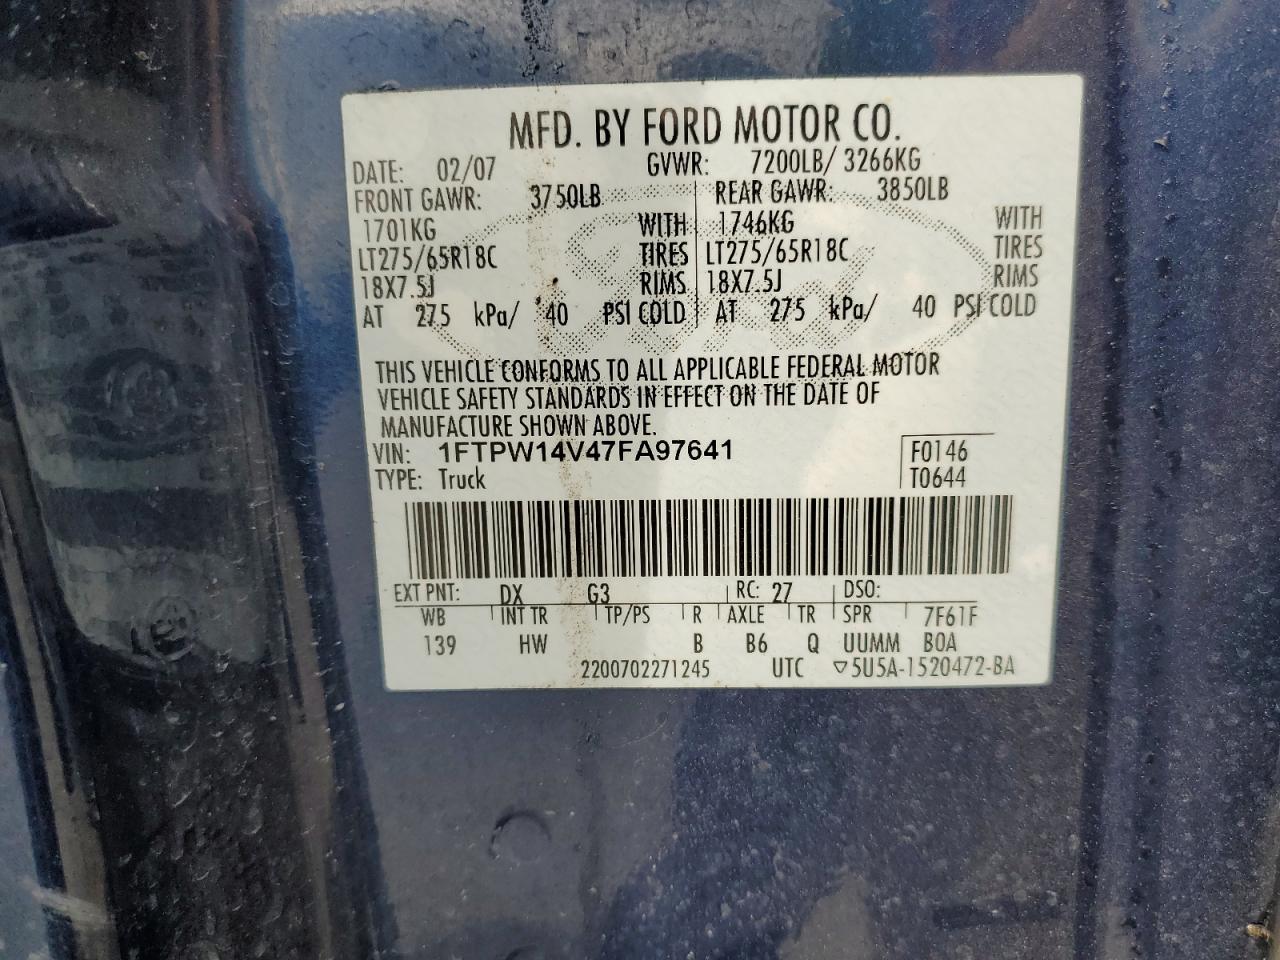 MFD. BY FORD MOTOR CO.
DATE: 02/07 GVWR: 7200LB/ 3266KG
FRONT GAWR: 3750LB REAR GAWR: 3850LB
1701KG WITH 1746KG WITH
LT275/65R18C TIRES LT275/65R18C TIRES
18X7.5J RIMS 18X7.5J RIMS
AT 275 kPa/ 40 PSI COLD AT 275 kPa/ 40 PSI COLD
THIS VEHICLE CONFORMS TO ALL APPLICABLE FEDERAL MOTOR
VEHICLE SAFETY STANDARDS IN EFFECT ON THE DATE OF
MANUFACTURE SHOWN ABOVE.
VIN: 1FTPW14V47FA97641 F0146
TYPE: Truck T0644
EXT PNT: DX G3 RC: 27 DSO:
WB INT TR TP/PS R AXLE TR SPR 7F61F
139 HW B B6 Q UUMM BOA
2200702271245 UTC ▽5U5A-1520472-BA